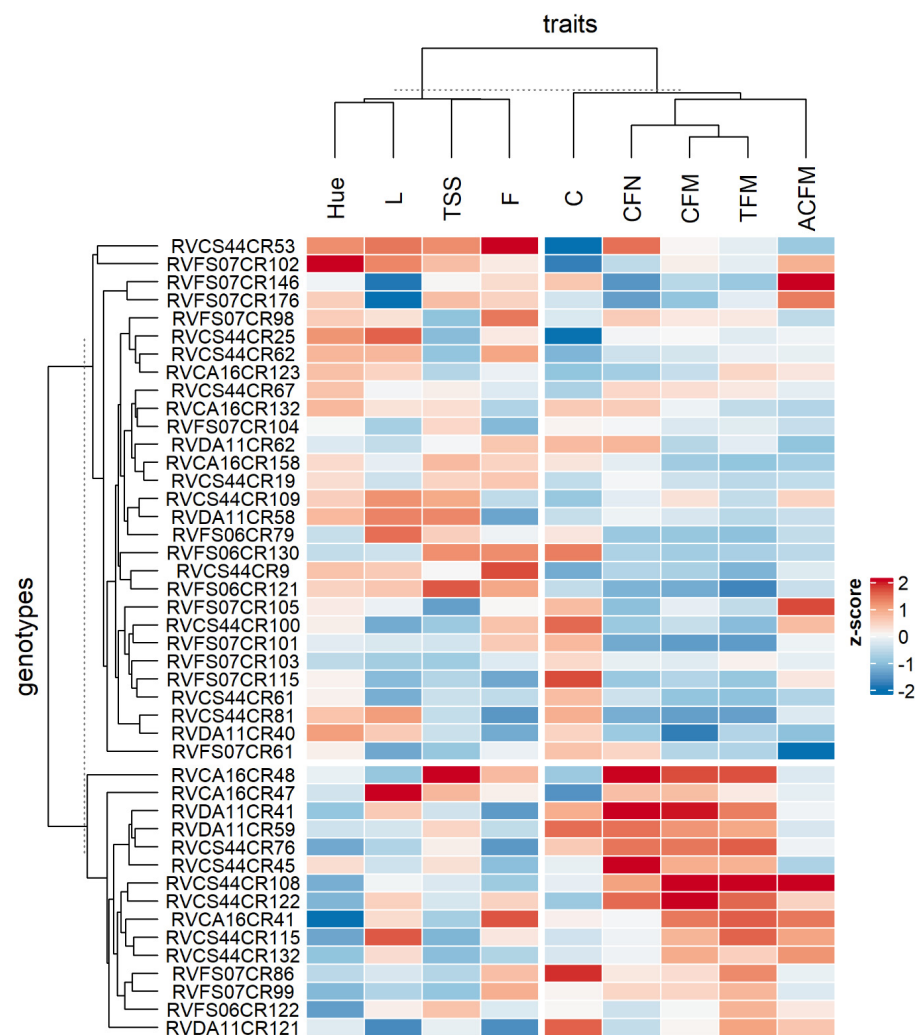 traits
Hue
L
TSS
F
C
CFN
CFM
TFM
ACFM
genotypes
RVCS44CR53
RVFS07CR102
RVFS07CR146
RVFS07CR176
RVFS07CR98
RVCS44CR25
RVCS44CR62
RVCA16CR123
RVCS44CR67
RVCA16CR132
RVFS07CR104
RVDA11CR62
RVCA16CR158
RVCS44CR19
RVCS44CR109
RVDA11CR58
RVFS06CR79
RVFS06CR130
RVCS44CR9
RVFS06CR121
RVFS07CR105
RVCS44CR100
RVFS07CR101
RVFS07CR103
RVFS07CR115
RVCS44CR61
RVCS44CR81
RVDA11CR40
RVFS07CR61
RVCA16CR48
RVCA16CR47
RVDA11CR41
RVDA11CR59
RVCS44CR76
RVCS44CR45
RVCS44CR108
RVCS44CR122
RVCA16CR41
RVCS44CR115
RVCS44CR132
RVFS07CR86
RVFS07CR99
RVFS06CR122
RVDA11CR121
z-score
2
1
0
-1
-2